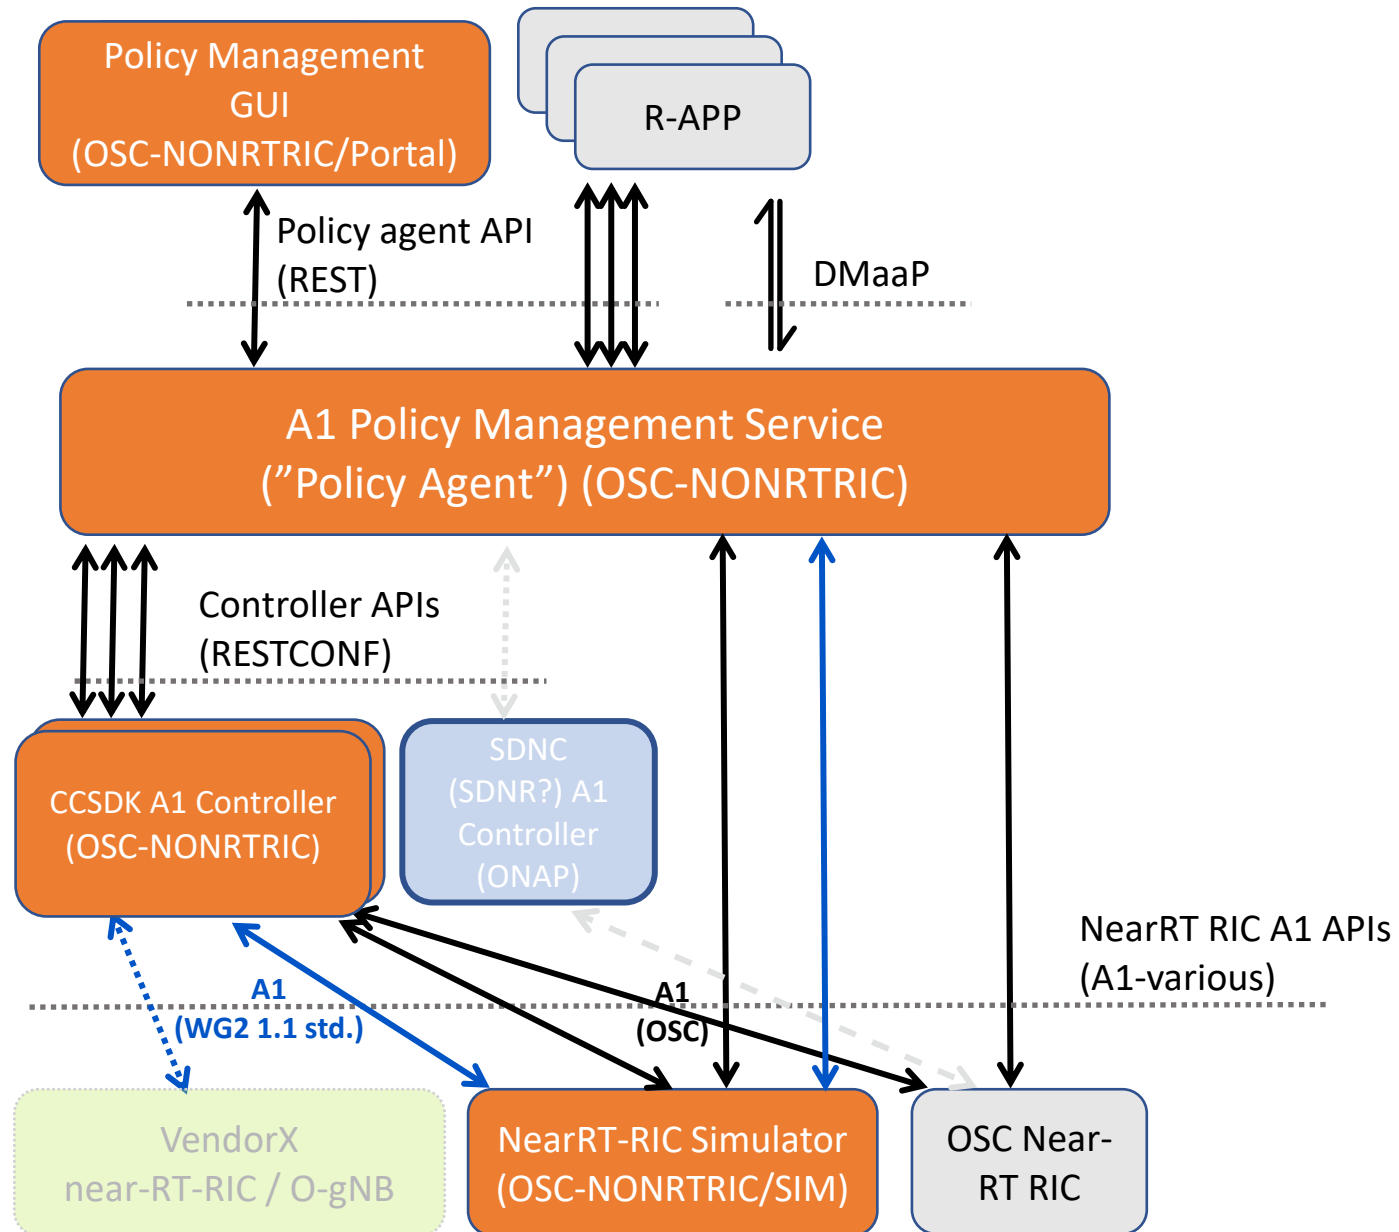 Policy Management
GUI
(OSC-NONRTRIC/Portal)
R-APP
Policy agent API
(REST)
DMaaP
A1 Policy Management Service
(”Policy Agent”) (OSC-NONRTRIC)
Controller APIs
(RESTCONF)
CCSDK A1 Controller
(OSC-NONRTRIC)
SDNC
(SDNR?) A1
Controller
(ONAP)
NearRT RIC A1 APIs
(A1-various)
A1
(WG2 1.1 std.)
A1
(OSC)
VendorX
near-RT-RIC / O-gNB
NearRT-RIC Simulator
(OSC-NONRTRIC/SIM)
OSC Near-
RT RIC